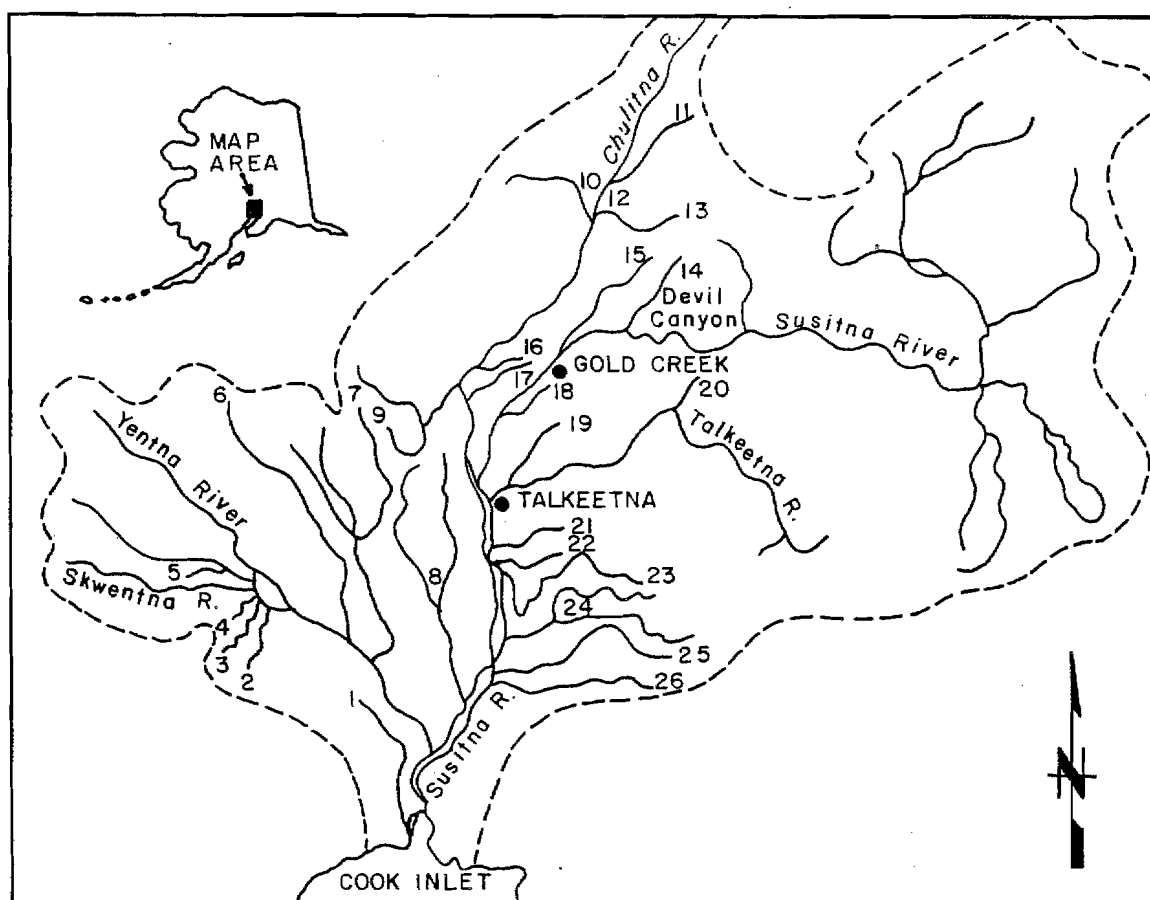 Chulitna R.
11
MAP
AREA
10
12
13
15
14
Devil
Canyon
Susitna River
16
GOLD CREEK
17
18
20
6
7
9
19
Talkeetna R.
Yentna
River
TALKEETNA
21
22
8
23
5
Skwentna R.
24
4
3
2
25
26
1
Susitna R.
N
COOK INLET